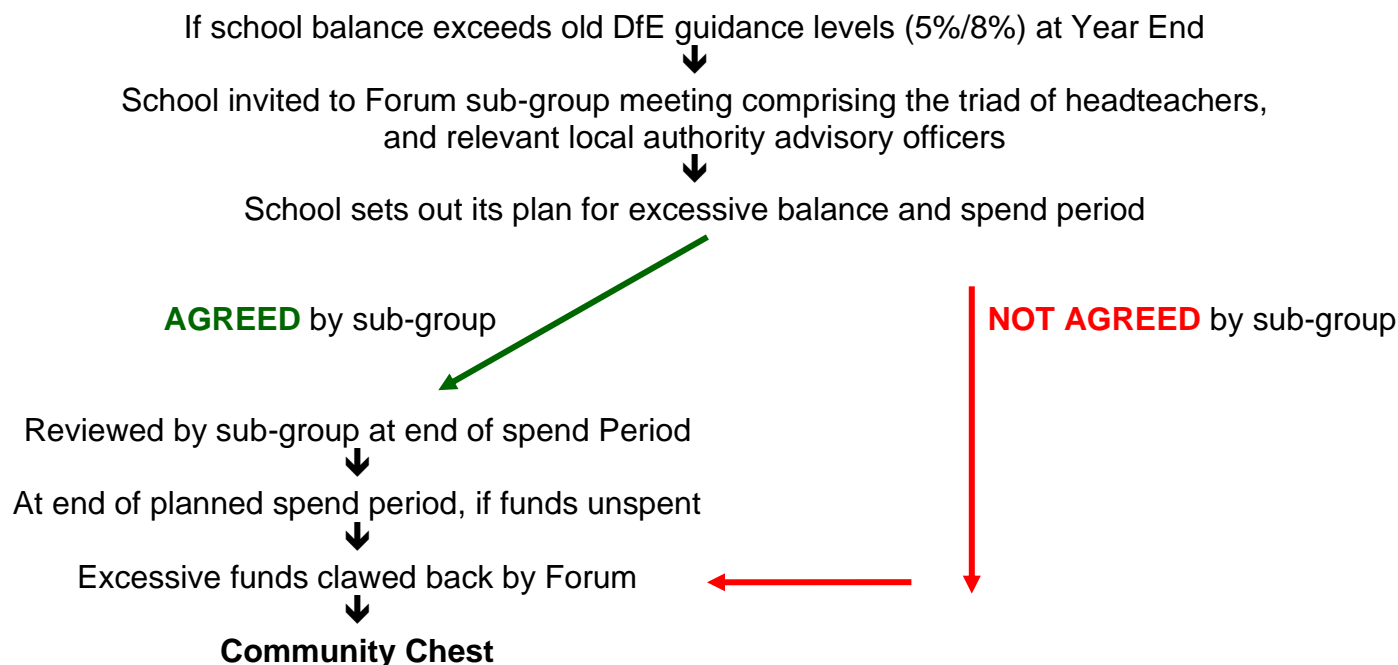 If school balance exceeds old DfE guidance levels (5%/8%) at Year End
School invited to Forum sub-group meeting comprising the triad of headteachers,
and relevant local authority advisory officers
School sets out its plan for excessive balance and spend period
AGREED by sub-group
NOT AGREED by sub-group
Reviewed by sub-group at end of spend Period
At end of planned spend period, if funds unspent
Excessive funds clawed back by Forum
Community Chest